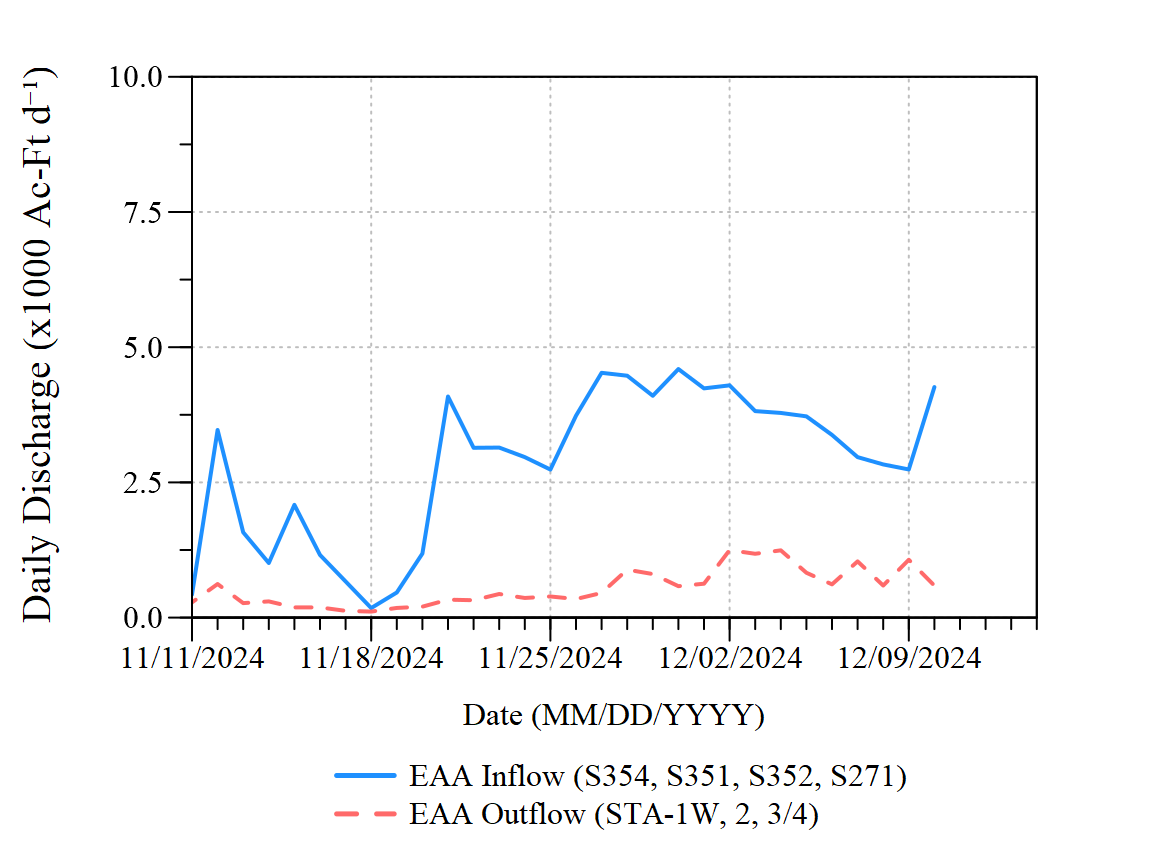 Daily Discharge (x1000 Ac-Ft d⁻¹)
10.0
7.5
5.0
2.5
0.0
11/11/2024 11/18/2024 11/25/2024 12/02/2024 12/09/2024
Date (MM/DD/YYYY)
EAA Inflow (S354, S351, S352, S271)
EAA Outflow (STA-1W, 2, 3/4)